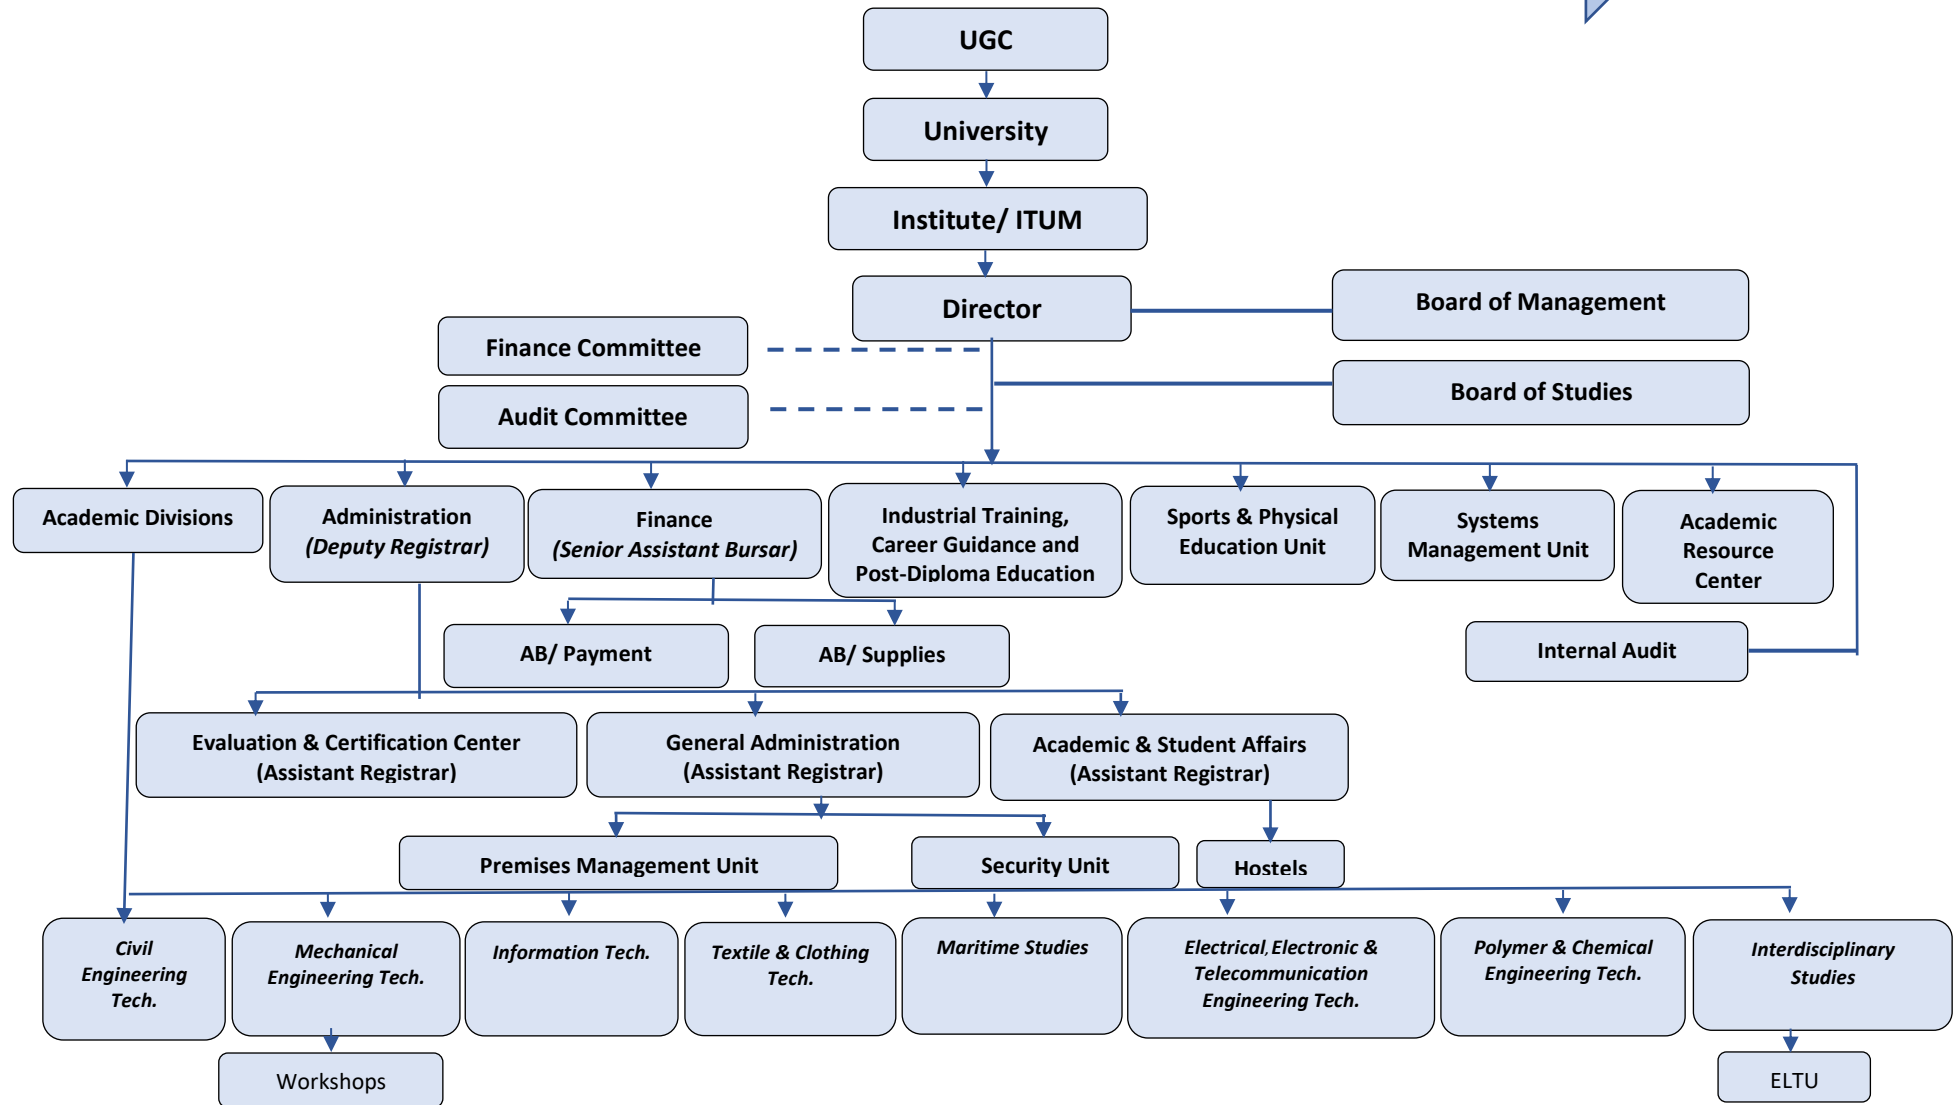 UGC
University
Institute/ ITUM
Director
Board of Management
Finance Committee
Board of Studies
Audit Committee
Academic Divisions
Administration
(Deputy Registrar)
Finance
(Senior Assistant Bursar)
Industrial Training,
Career Guidance and
Post-Diploma Education
Sports & Physical
Education Unit
Systems
Management Unit
Academic
Resource
Center
AB/ Payment
AB/ Supplies
Internal Audit
Evaluation & Certification Center
(Assistant Registrar)
General Administration
(Assistant Registrar)
Academic & Student Affairs
(Assistant Registrar)
Premises Management Unit
Security Unit
Hostels
Civil
Engineering
Tech.
Mechanical
Engineering Tech.
Information Tech.
Textile & Clothing
Tech.
Maritime Studies
Electrical, Electronic &
Telecommunication
Engineering Tech.
Polymer & Chemical
Engineering Tech.
Interdisciplinary
Studies
Workshops
ELTU